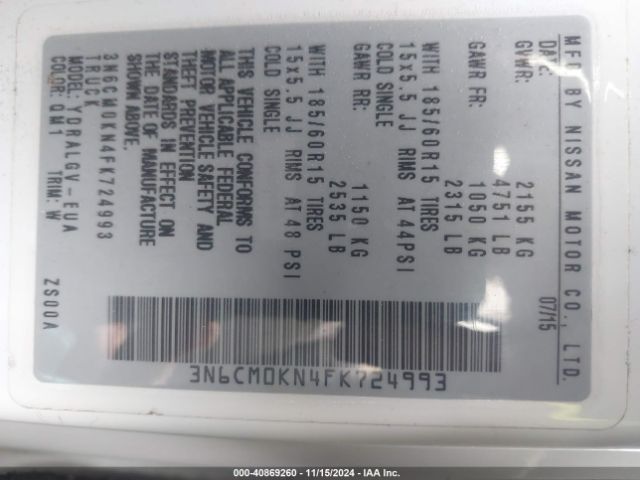 MFD BY NISSAN MOTOR CO., LTD.
DATE: 07/15
GVWR: 2155 KG
4751 LB
GAWR FR: 1050 KG
2315 LB
WITH 185/60R15 TIRES
15x5.5 JJ RIMS AT 44PSI
COLD SINGLE
GAWR RR: 1150 KG
2535 LB
WITH 185/60R15 TIRES
15x5.5 JJ RIMS AT 48 PSI
COLD SINGLE
THIS VEHICLE CONFORMS TO
ALL APPLICABLE FEDERAL
MOTOR VEHICLE SAFETY AND
THEFT PREVENTION
STANDARDS IN EFFECT ON
THE DATE OF MANUFACTURE
SHOWN ABOVE.
3N6CM0KN4FK724993
TRUCK
MODEL: YDRALGV-EUA
COLOR: QM1 TRIM: W
ZS00A
3N6CM0KN4FK724993
000-40869260 - 11/15/2024 - IAA Inc.